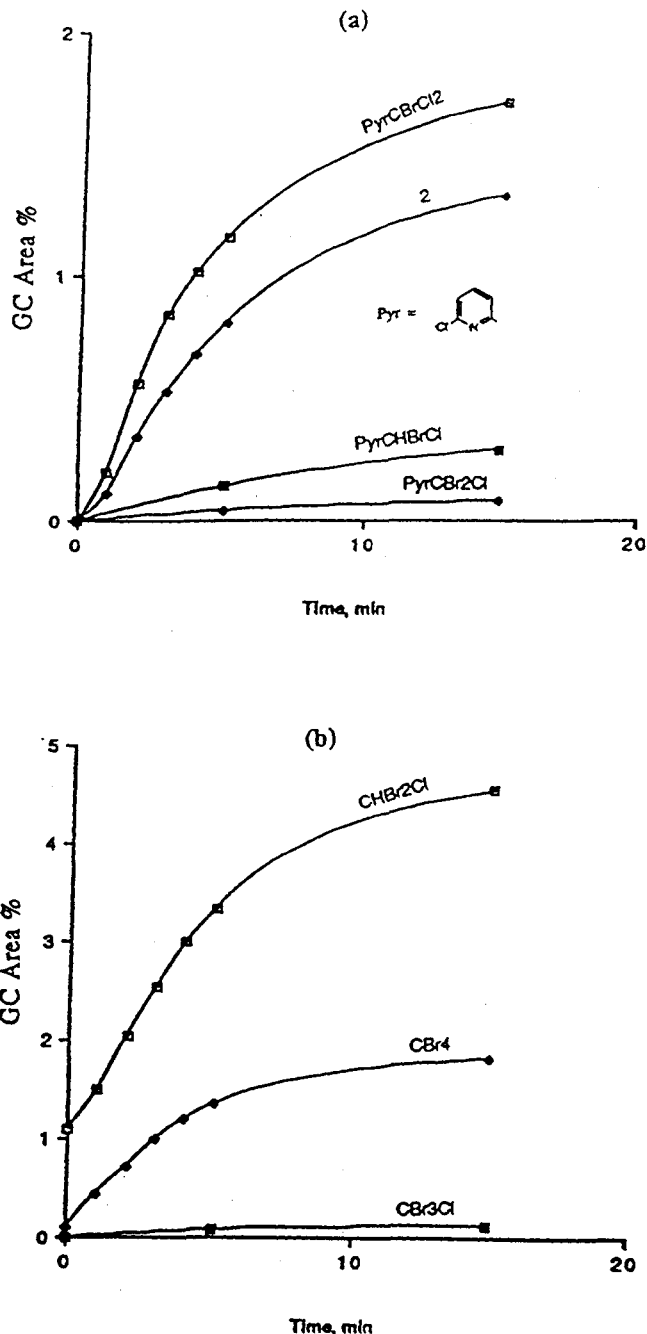 (a)
2
PyrCBrCl2
2
1
GC Area %
Pyr =
Cl
N
PyrCHBrCl
PyrCBr2Cl
0
0
10
20
Time, min
(b)
5
CHBr2Cl
4
3
GC Area %
2
CBr4
1
CBr3Cl
0
0
10
20
Time, min